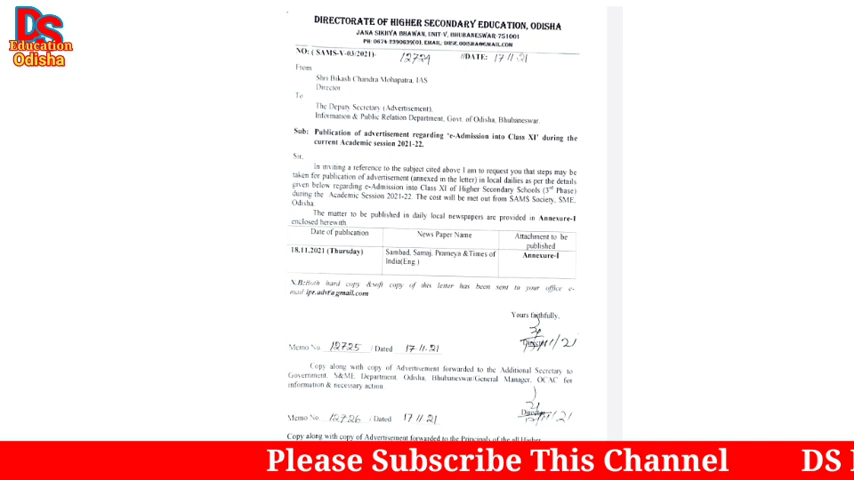 DS
Education
Odisha
DIRECTORATE OF HIGHER SECONDARY EDUCATION, ODISHA
JANA SIKHYA BHAWAN, UNIT-V, BHUBANESWAR-751001
NO: ( SAMS-V-03/2021)- 12724 //DATE: 17.11.21
From
Shri Bikash Chandra Mohapatra, IAS
Director
To
The Deputy Secretary (Advertisement),
Information & Public Relation Department, Govt. of Odisha, Bhubaneswar.
Sub: Publication of advertisement regarding 'e-Admission into Class XI' during the
current Academic session 2021-22.
Sir,
In inviting a reference to the subject cited above I am to request you that steps may be
taken for publication of advertisement (annexed in the letter) in local dailies as per the details
given below regarding e-Admission into Class XI of Higher Secondary Schools (3rd Phase)
during the Academic Session 2021-22. The cost will be met out from SAMS Society, SME,
Odisha.
The matter to be published in daily local newspapers are provided in Annexure-I
enclosed herewith.
Date of publication News Paper Name Attachment to be
published
18.11.2021 (Thursday) Sambad, Samaj, Prameya & Times of
India(Eng.) Annexure-I
N.B:Both hard copy &soft copy of this letter has been sent to your office e-
mail ipr.advt@gmail.com
Yours faithfully,
Memo No 12725 / Dated 17.11.21
Copy along with copy of Advertisement forwarded to the Additional Secretary to
Government, S&ME Department, Odisha, Bhubaneswar/General Manager, OCAC for
information & necessary action.
Memo No 12726 / Dated 17.11.21
Copy along with copy of Advertisement forwarded to the Principals of the all Higher
Please Subscribe This Channel DS